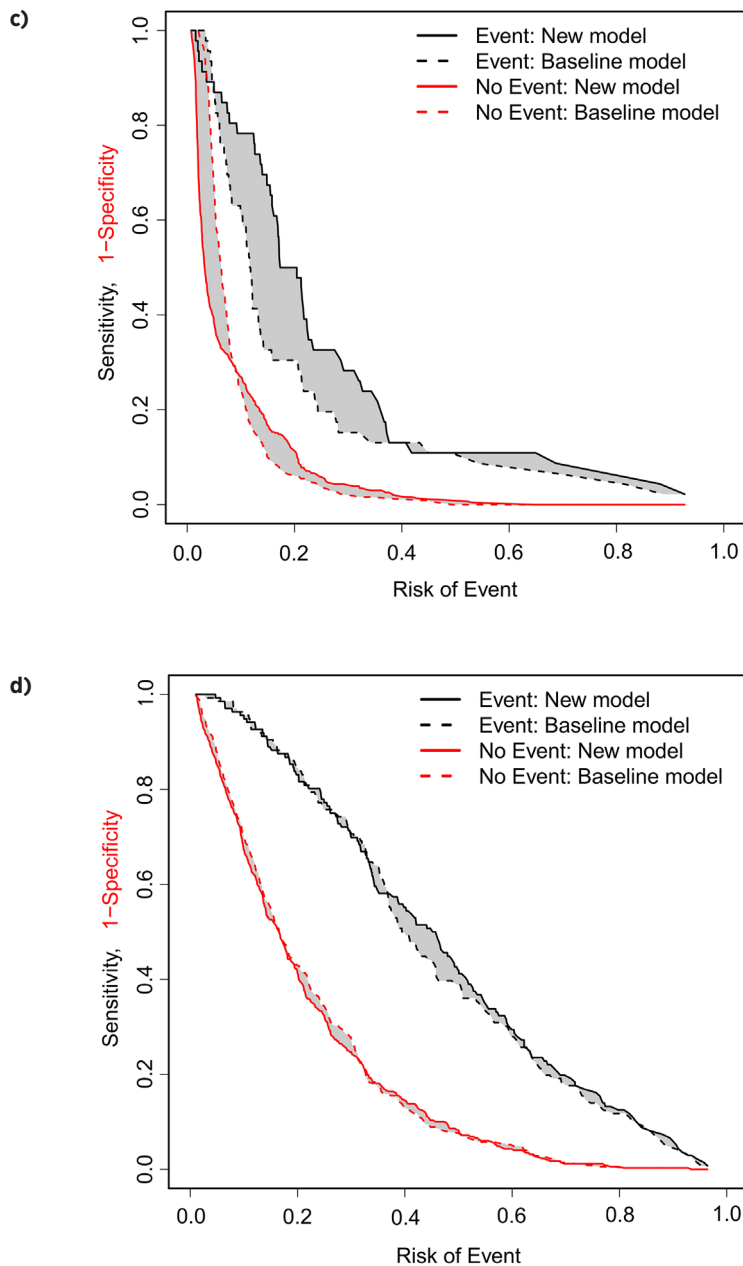 c)
Event: New model
Event: Baseline model
No Event: New model
No Event: Baseline model
Sensitivity, 1−Specificity
1.0
0.8
0.6
0.4
0.2
0.0
0.0 0.2 0.4 0.6 0.8 1.0
Risk of Event
d)
Event: New model
Event: Baseline model
No Event: New model
No Event: Baseline model
Sensitivity, 1−Specificity
1.0
0.8
0.6
0.4
0.2
0.0
0.0 0.2 0.4 0.6 0.8 1.0
Risk of Event